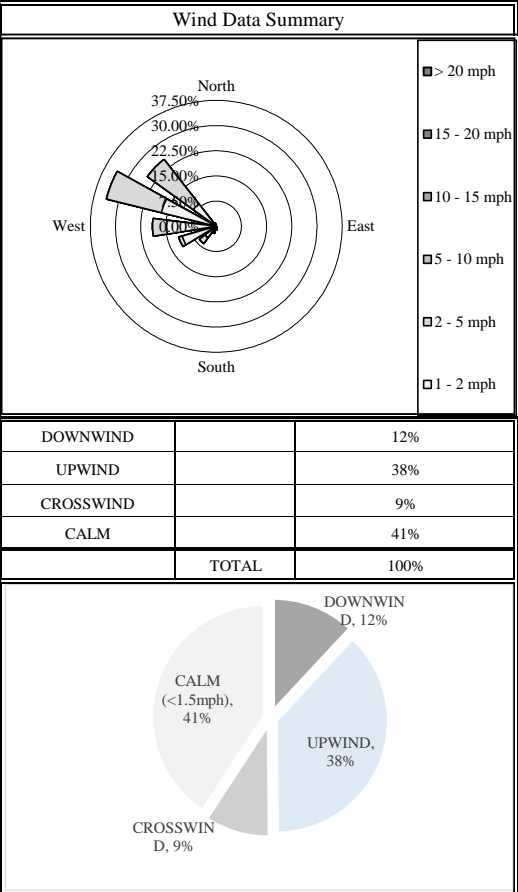 Wind Data Summary
North
37.50%
30.00%
22.50%
15.00%
7.50%
0.00%
West
East
South
> 20 mph
15 - 20 mph
10 - 15 mph
5 - 10 mph
2 - 5 mph
1 - 2 mph
DOWNWIND 12%
UPWIND 38%
CROSSWIND 9%
CALM 41%
TOTAL 100%
DOWNWIN
D, 12%
CALM
(<1.5mph),
41%
UPWIND,
38%
CROSSWIN
D, 9%